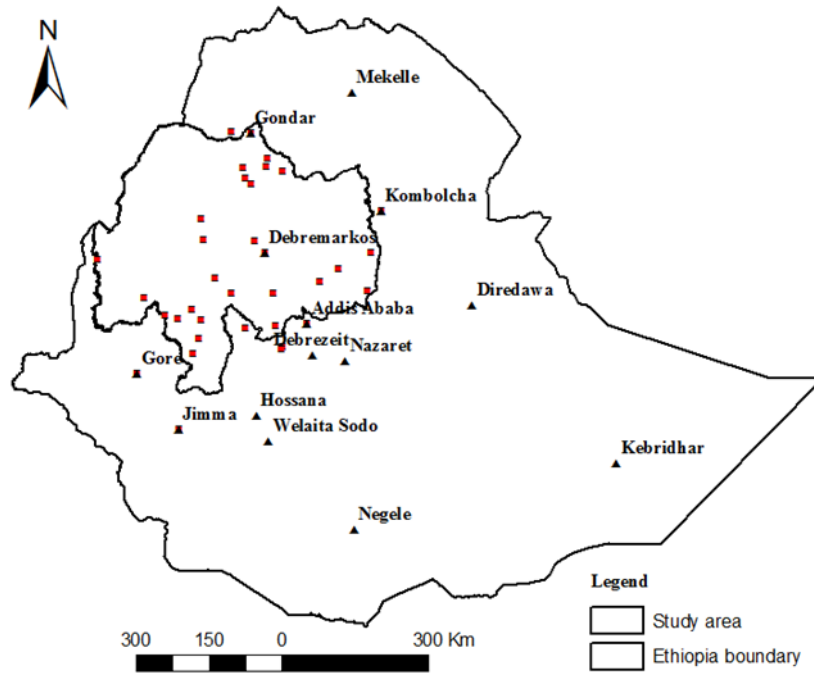 N
Mekelle
Gondar
Kombolcha
Debremarkos
Diredawa
Addis Ababa
Debrezeit
Nazaret
Gore
Hossana
Jimma
Welaita Sodo
Kebridhar
Negele
Legend
Study area
Ethiopia boundary
300 150 0 300 Km